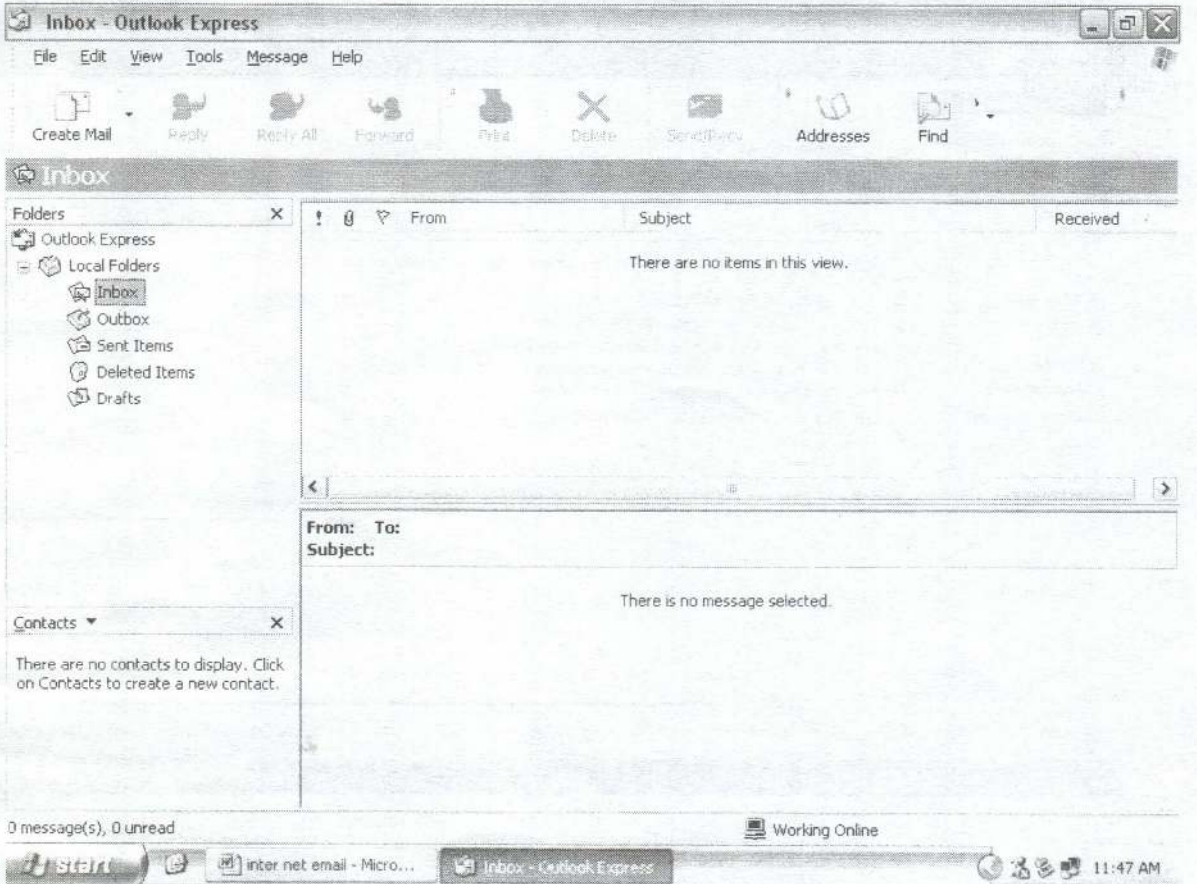 Inbox - Outlook Express
File Edit View Tools Message Help
Create Mail Reply Reply All Forward Print Delete Send/Recv Addresses Find
Inbox
Folders
Outlook Express
Local Folders
Inbox
Outbox
Sent Items
Deleted Items
Drafts
From Subject Received
There are no items in this view.
From: To:
Subject:
There is no message selected.
Contacts
There are no contacts to display. Click
on Contacts to create a new contact.
0 message(s), 0 unread
Working Online
start
inter net email - Micro...
Inbox - Outlook Express
11:47 AM